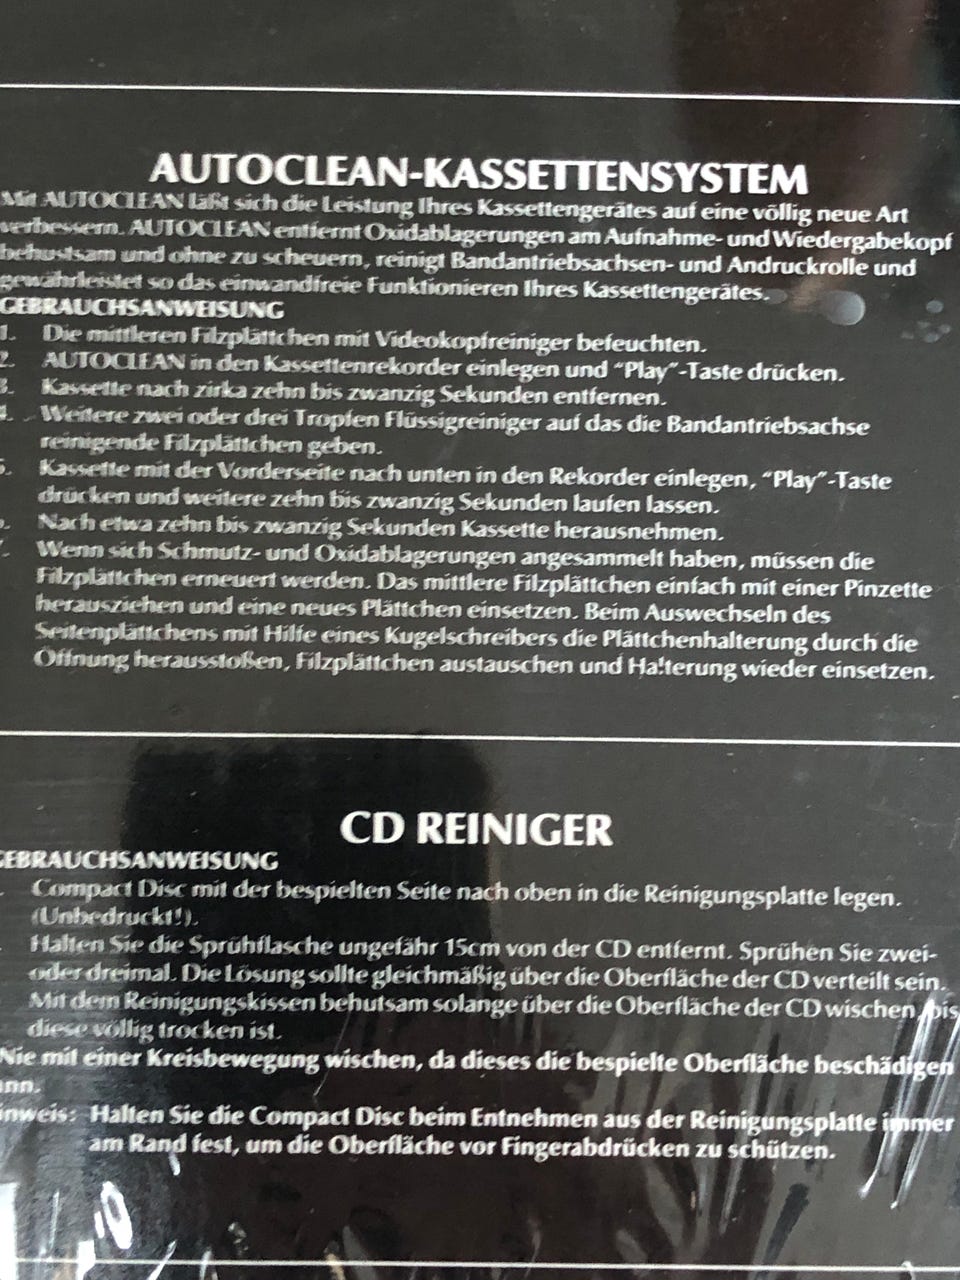 AUTOCLEAN-KASSETTENSYSTEM
Mit AUTOCLEAN läßt sich die Leistung Ihres Kassettengerätes auf eine völlig neue Art
verbessern. AUTOCLEAN entfernt Oxidablagerungen am Aufnahme- und Wiedergabekopf
behutsam und ohne zu scheuern, reinigt Bandantriebsachsen- und Andruckrolle und
gewährleistet so das einwandfreie Funktionieren Ihres Kassettengerätes.
GEBRAUCHSANWEISUNG
1. Die mittleren Filzplättchen mit Videokopfreiniger befeuchten.
2. AUTOCLEAN in den Kassettenrekorder einlegen und “Play”-Taste drücken.
3. Kassette nach zirka zehn bis zwanzig Sekunden entfernen.
4. Weitere zwei oder drei Tropfen Flüssigreiniger auf das die Bandantriebsachse
reinigende Filzplättchen geben.
5. Kassette mit der Vorderseite nach unten in den Rekorder einlegen, “Play”-Taste
drücken und weitere zehn bis zwanzig Sekunden laufen lassen.
Nach etwa zehn bis zwanzig Sekunden Kassette herausnehmen.
Wenn sich Schmutz- und Oxidablagerungen angesammelt haben, müssen die
Filzplättchen erneuert werden. Das mittlere Filzplättchen einfach mit einer Pinzette
herausziehen und eine neues Plättchen einsetzen. Beim Auswechseln des
Seitenplättchens mit Hilfe eines Kugelschreibers die Plättchenhalterung durch die
Öffnung herausstoßen, Filzplättchen austauschen und Halterung wieder einsetzen.
CD REINIGER
GEBRAUCHSANWEISUNG
Compact Disc mit der bespielten Seite nach oben in die Reinigungsplatte legen.
(Unbedruckt!).
Halten Sie die Sprühflasche ungefähr 15cm von der CD entfernt. Sprühen Sie zwei-
oder dreimal. Die Lösung sollte gleichmäßig über die Oberfläche der CD verteilt sein.
Mit dem Reinigungskissen behutsam solange über die Oberfläche der CD wischen, bis
diese völlig trocken ist.
Nie mit einer Kreisbewegung wischen, da dieses die bespielte Oberfläche beschädigen
ann.
inweis: Halten Sie die Compact Disc beim Entnehmen aus der Reinigungsplatte immer
am Rand fest, um die Oberfläche vor Fingerabdrücken zu schützen.